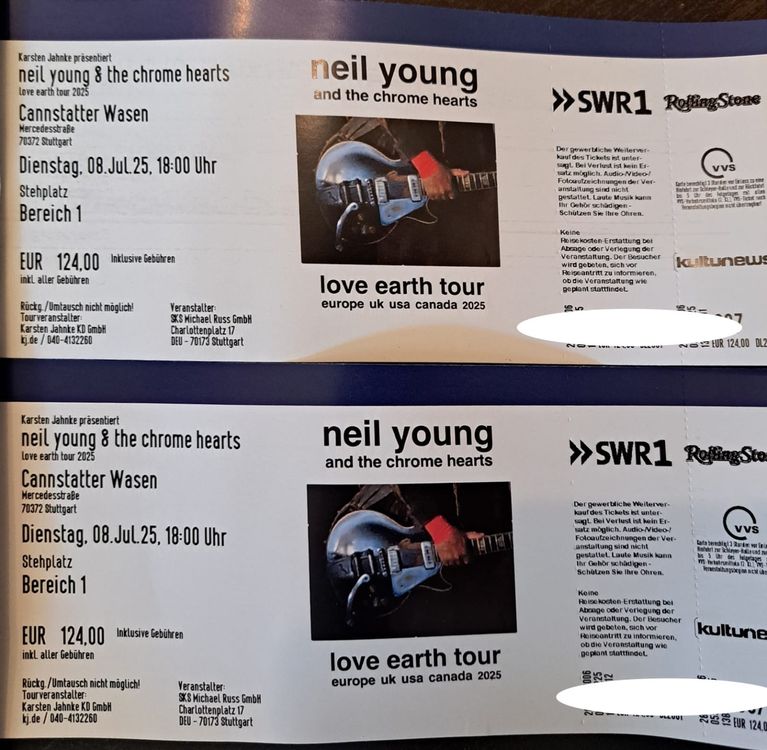 Karsten Jahnke präsentiert
neil young & the chrome hearts
love earth tour 2025
Cannstatter Wasen
Mercedesstraße
70372 Stuttgart
Dienstag, 08.Jul.25, 18:00 Uhr
Stehplatz
Bereich 1
EUR 124,00 Inklusive Gebühren
inkl. aller Gebühren
Rückg./Umtausch nicht möglich!
Tourveranstalter:
Karsten Jahnke KD GmbH
kj.de / 040-4132260
Veranstalter:
SKS Michael Russ GmbH
Charlottenplatz 17
DEU - 70173 Stuttgart
neil young
and the chrome hearts
love earth tour
europe uk usa canada 2025
SWR1
RollingStone
Der gewerbliche Weiterver-
kauf des Tickets ist unter-
sagt. Bei Verlust ist kein Er-
satz möglich. Audio-/Video-/
Fotoaufzeichnungen der Ver-
anstaltung sind nicht
gestattet. Laute Musik kann
Ihr Gehör schädigen -
Schützen Sie Ihre Ohren.
Keine
Reisekosten-Erstattung bei
Absage oder Verlegung der
Veranstaltung. Der Besucher
wird gebeten, sich vor
Reiseantritt zu informieren,
ob die Veranstaltung wie
geplant stattfindet.
VVS
kultunews
EUR 124,00
Karsten Jahnke präsentiert
neil young & the chrome hearts
love earth tour 2025
Cannstatter Wasen
Mercedesstraße
70372 Stuttgart
Dienstag, 08.Jul.25, 18:00 Uhr
Stehplatz
Bereich 1
EUR 124,00 Inklusive Gebühren
inkl. aller Gebühren
Rückg./Umtausch nicht möglich!
Tourveranstalter:
Karsten Jahnke KD GmbH
kj.de / 040-4132260
Veranstalter:
SKS Michael Russ GmbH
Charlottenplatz 17
DEU - 70173 Stuttgart
neil young
and the chrome hearts
love earth tour
europe uk usa canada 2025
SWR1
RollingSto
Der gewerbliche Weiterver-
kauf des Tickets ist unter-
sagt. Bei Verlust ist kein Er-
satz möglich. Audio-/Video-/
Fotoaufzeichnungen der Ver-
anstaltung sind nicht
gestattet. Laute Musik kann
Ihr Gehör schädigen -
Schützen Sie Ihre Ohren.
Keine
Reisekosten-Erstattung bei
Absage oder Verlegung der
Veranstaltung. Der Besucher
wird gebeten, sich vor
Reiseantritt zu informieren,
ob die Veranstaltung wie
geplant stattfindet.
VVS
kultune